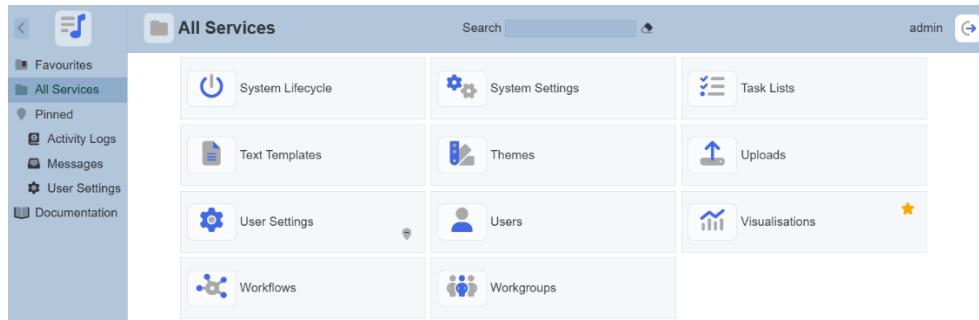 All Services
Search
admin
Favourites
All Services
Pinned
Activity Logs
Messages
User Settings
Documentation
System Lifecycle
System Settings
Task Lists
Text Templates
Themes
Uploads
User Settings
Users
Visualisations
Workflows
Workgroups